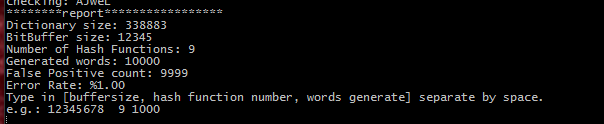 checking: AjweL
********report*****************
Dictionary size: 338883
BitBuffer size: 12345
Number of Hash Functions: 9
Generated words: 10000
False Positive count: 9999
Error Rate: %1.00
Type in [buffersize, hash function number, words generate] separate by space.
e.g.: 12345678  9 1000